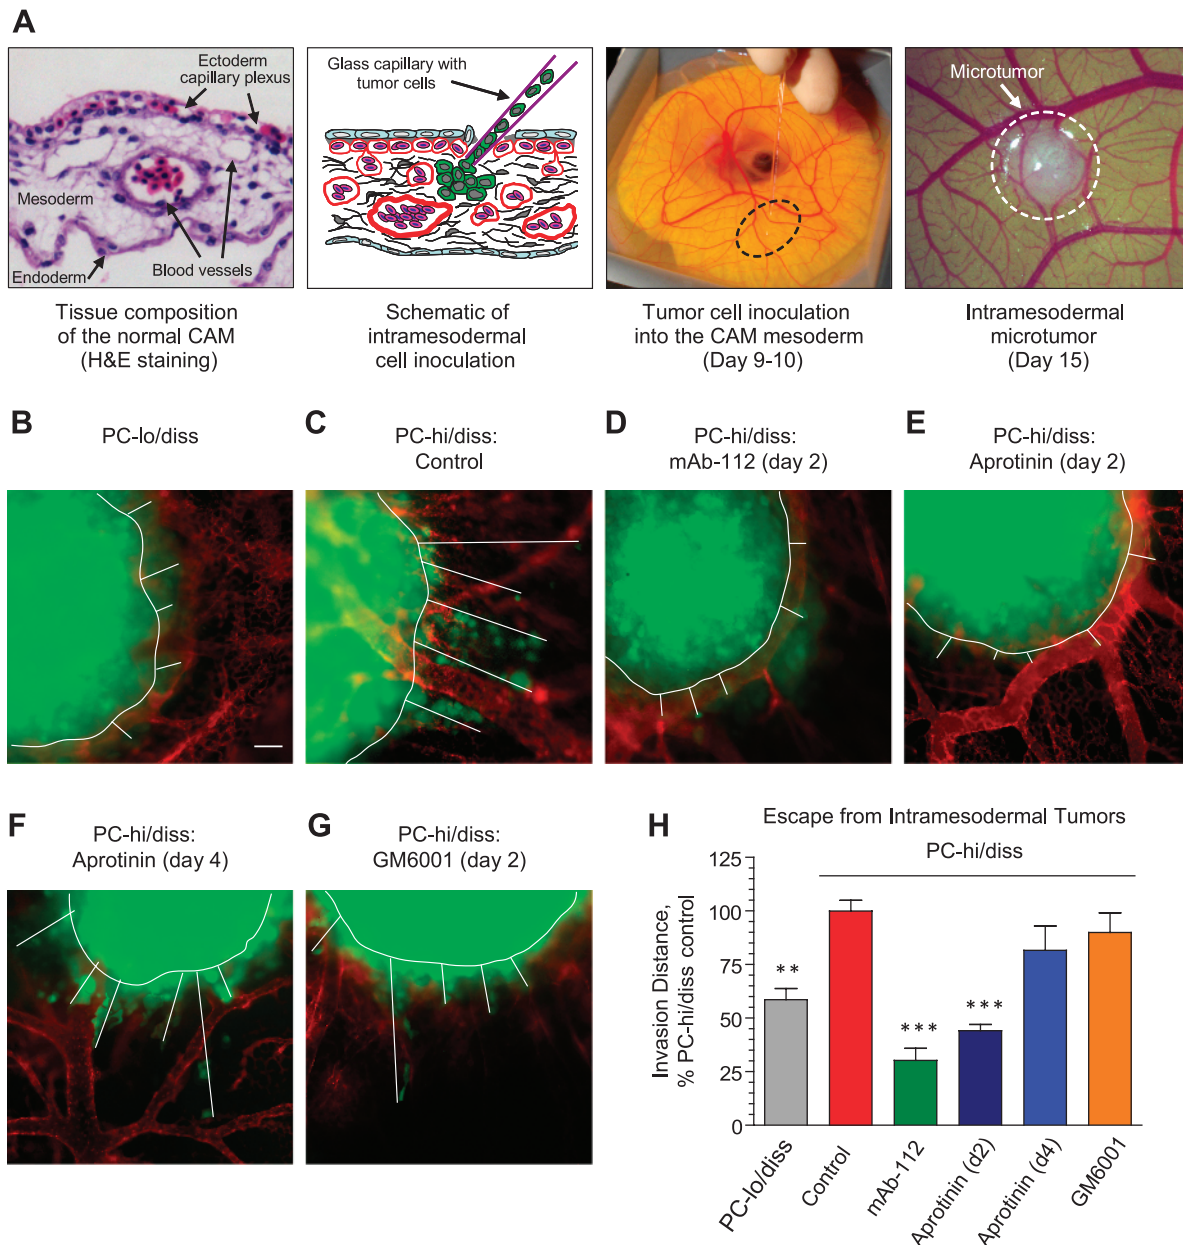 A
Ectoderm
capillary plexus
Mesoderm
Endoderm
Blood vessels
Tissue composition
of the normal CAM
(H&E staining)
Glass capillary with
tumor cells
Schematic of
intramesodermal
cell inoculation
Tumor cell inoculation
into the CAM mesoderm
(Day 9-10)
Microtumor
Intramesodermal
microtumor
(Day 15)
B
PC-lo/diss
C
PC-hi/diss:
Control
D
PC-hi/diss:
mAb-112 (day 2)
E
PC-hi/diss:
Aprotinin (day 2)
F
PC-hi/diss:
Aprotinin (day 4)
G
PC-hi/diss:
GM6001 (day 2)
H
Escape from Intramesodermal Tumors
PC-hi/diss
Invasion Distance,
% PC-hi/diss control
125
100
75
50
25
0
**
***
***
PC-lo/diss
Control
mAb-112
Aprotinin (d2)
Aprotinin (d4)
GM6001